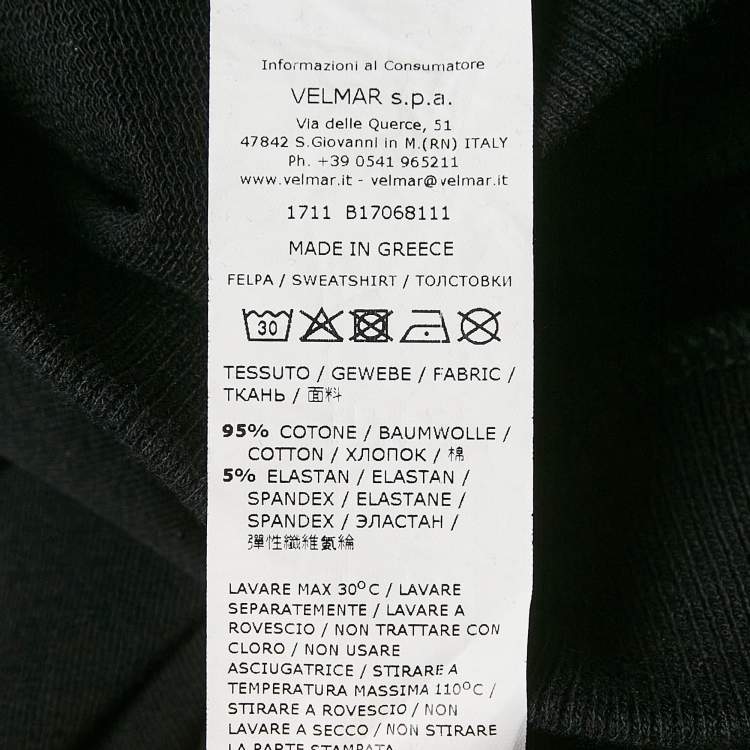 Informazioni al Consumatore
VELMAR s.p.a.
Via delle Querce, 51
47842 S.Giovanni in M.(RN) ITALY
Ph. +39 0541 965211
www.velmar.it - velmar@velmar.it
1711 B17068111
MADE IN GREECE
FELPA / SWEATSHIRT / ТОЛСТОВКИ
30
TESSUTO / GEWEBE / FABRIC /
ТКАНЬ / 面料
95% COTONE / BAUMWOLLE /
COTTON / ХЛОПОК / 棉
5% ELASTAN / ELASTAN /
SPANDEX / ELASTANE /
SPANDEX / ЭЛАСТАН /
彈性纖維氨綸
LAVARE MAX 30°C / LAVARE
SEPARATEMENTE / LAVARE A
ROVESCIO / NON TRATTARE CON
CLORO / NON USARE
ASCIUGATRICE / STIRARE A
TEMPERATURA MASSIMA 110°C /
STIRARE A ROVESCIO / NON
LAVARE A SECCO / NON STIRARE
LA PARTE STAMPATA